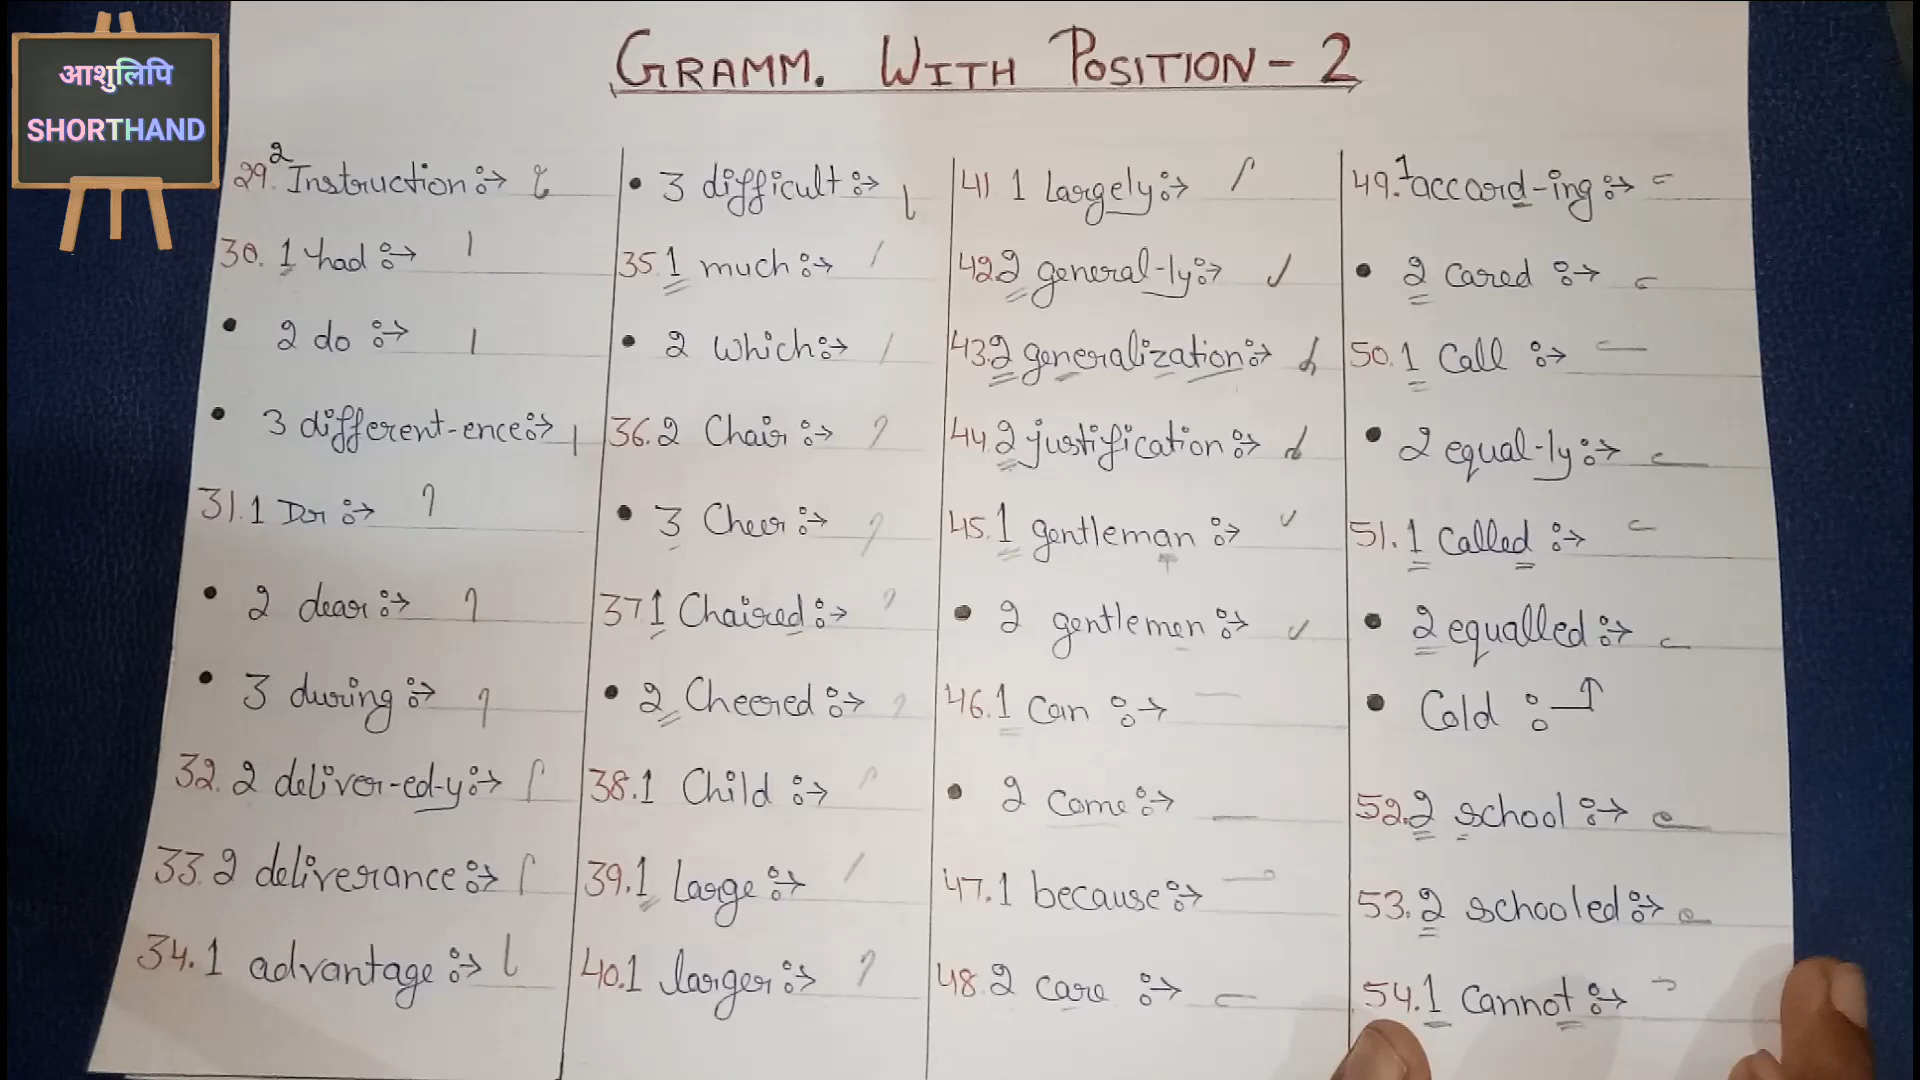 आशुलिपि
SHORTHAND
GRAMM. WITH POSITION - 2
29. 2 Instruction :→
30. 1 had :→
• 2 do :→
• 3 different-ence :→
31. 1 Dr :→
• 2 dear :→
• 3 during :→
32. 2 deliver-ed-y :→
33. 2 deliverance :→
34. 1 advantage :→
• 3 difficult :→
35. 1 much :→
• 2 which :→
36. 2 Chair :→
• 3 Cheer :→
37 1 Chaired :→
• 2 Cheered :→
38. 1 Child :→
39. 1 Large :→
40. 1 larger :→
41 1 Largely :→
42 2 general-ly :→
43. 2 generalization :→
44 2 justification :→
45. 1 gentleman :→
• 2 gentlemen :→
46. 1 Can :→
• 2 Come :→
47. 1 because :→
48. 2 care :→
49. 1 accord-ing :→
• 2 Cared :→
50. 1 Call :→
• 2 equal-ly :→
51. 1 Called :→
• 2 equalled :→
• Cold :→
52. 2 school :→
53. 2 schooled :→
54. 1 Cannot :→